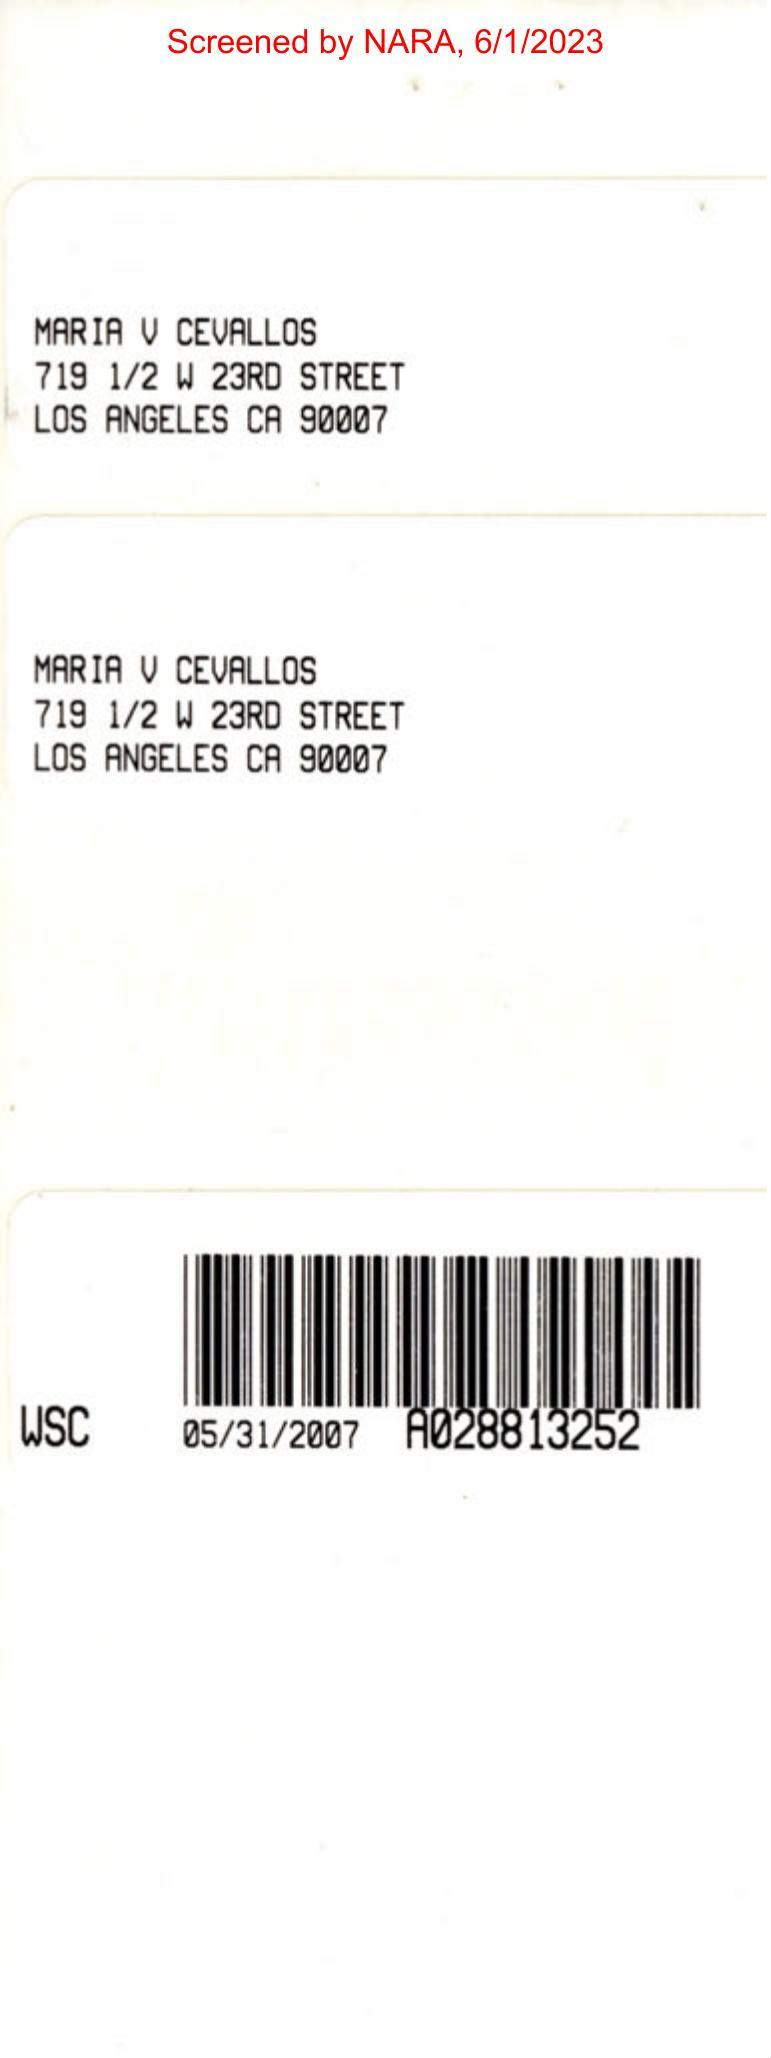 Screened by NARA, 6/1/2023
MARIA V CEVALLOS
719 1/2 W 23RD STREET
LOS ANGELES CA 90007
MARIA V CEVALLOS
719 1/2 W 23RD STREET
LOS ANGELES CA 90007
WSC 05/31/2007 A028813252